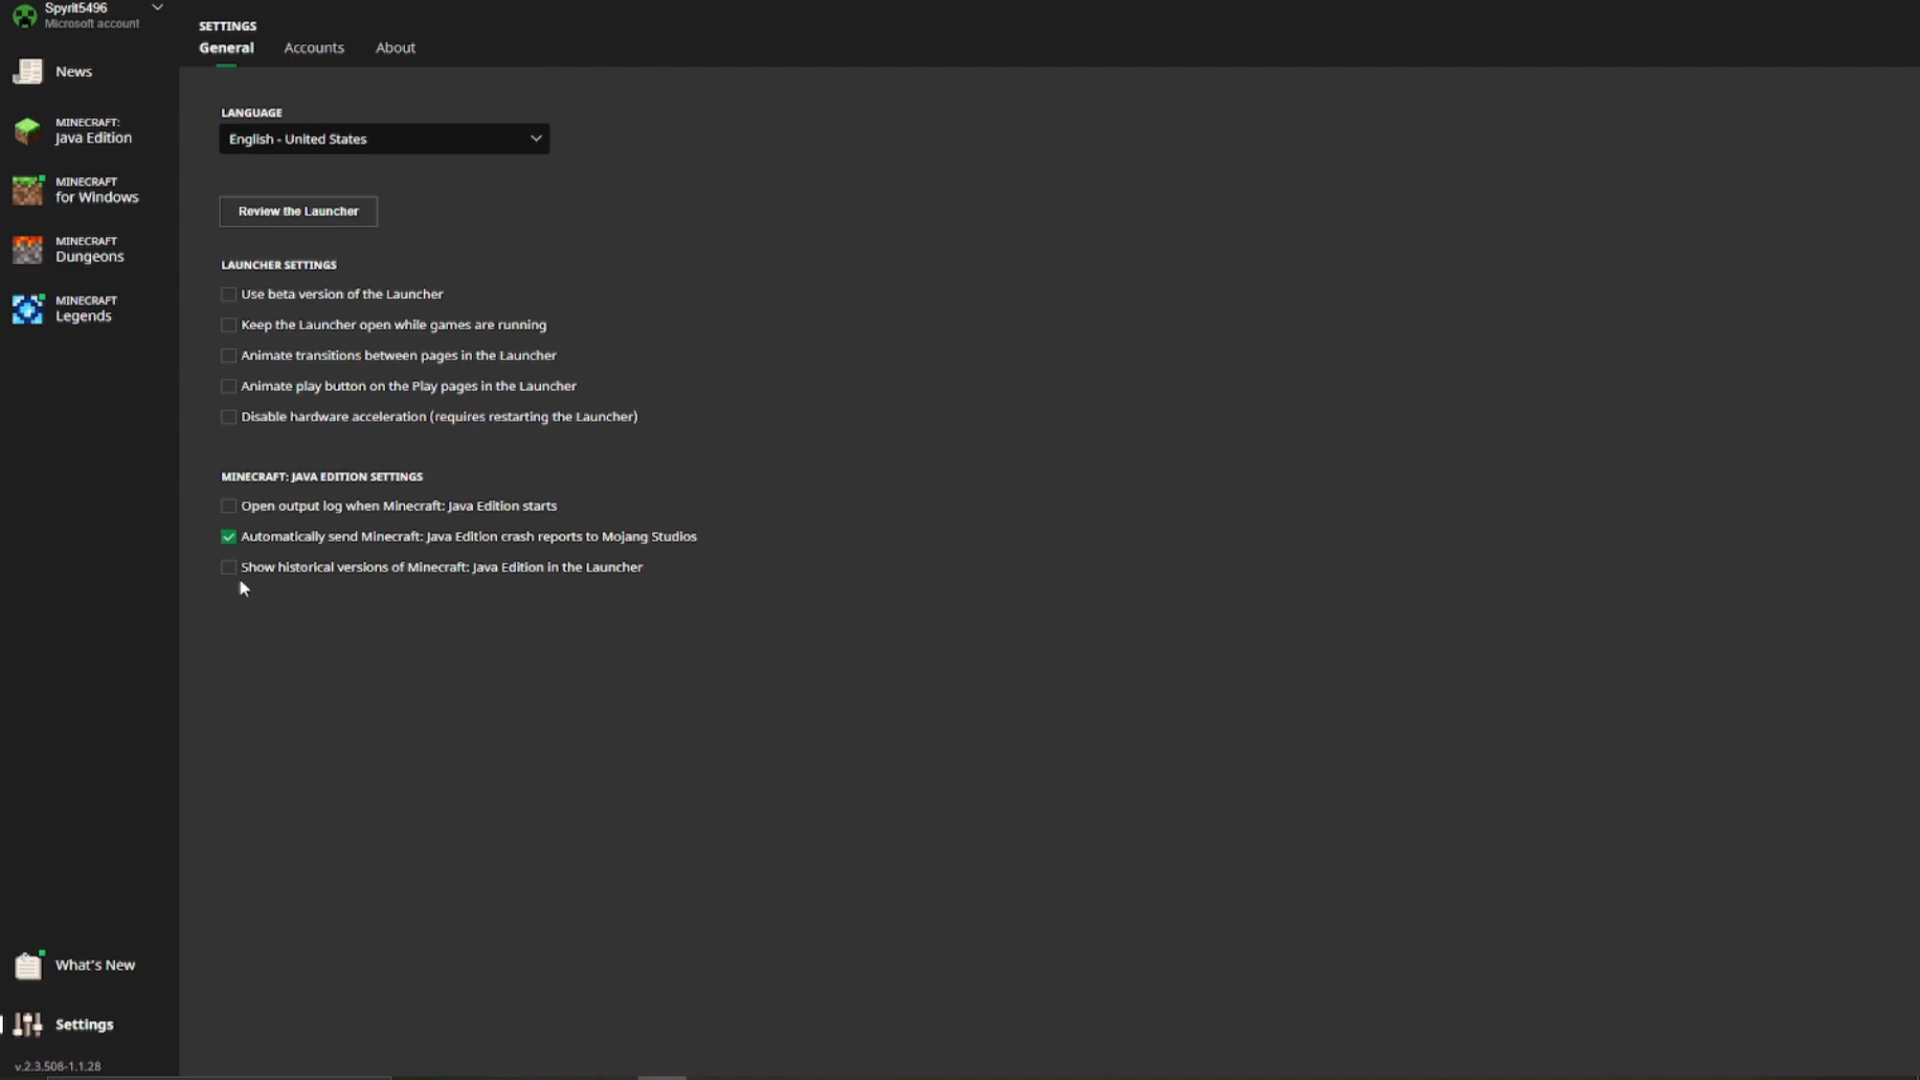 Spyrit5496
Microsoft account
News
MINECRAFT:
Java Edition
MINECRAFT
for Windows
MINECRAFT
Dungeons
MINECRAFT
Legends
What's New
Settings
v.2.3.508-1.1.28
SETTINGS
General Accounts About
LANGUAGE
English - United States
Review the Launcher
LAUNCHER SETTINGS
Use beta version of the Launcher
Keep the Launcher open while games are running
Animate transitions between pages in the Launcher
Animate play button on the Play pages in the Launcher
Disable hardware acceleration (requires restarting the Launcher)
MINECRAFT: JAVA EDITION SETTINGS
Open output log when Minecraft: Java Edition starts
Automatically send Minecraft: Java Edition crash reports to Mojang Studios
Show historical versions of Minecraft: Java Edition in the Launcher